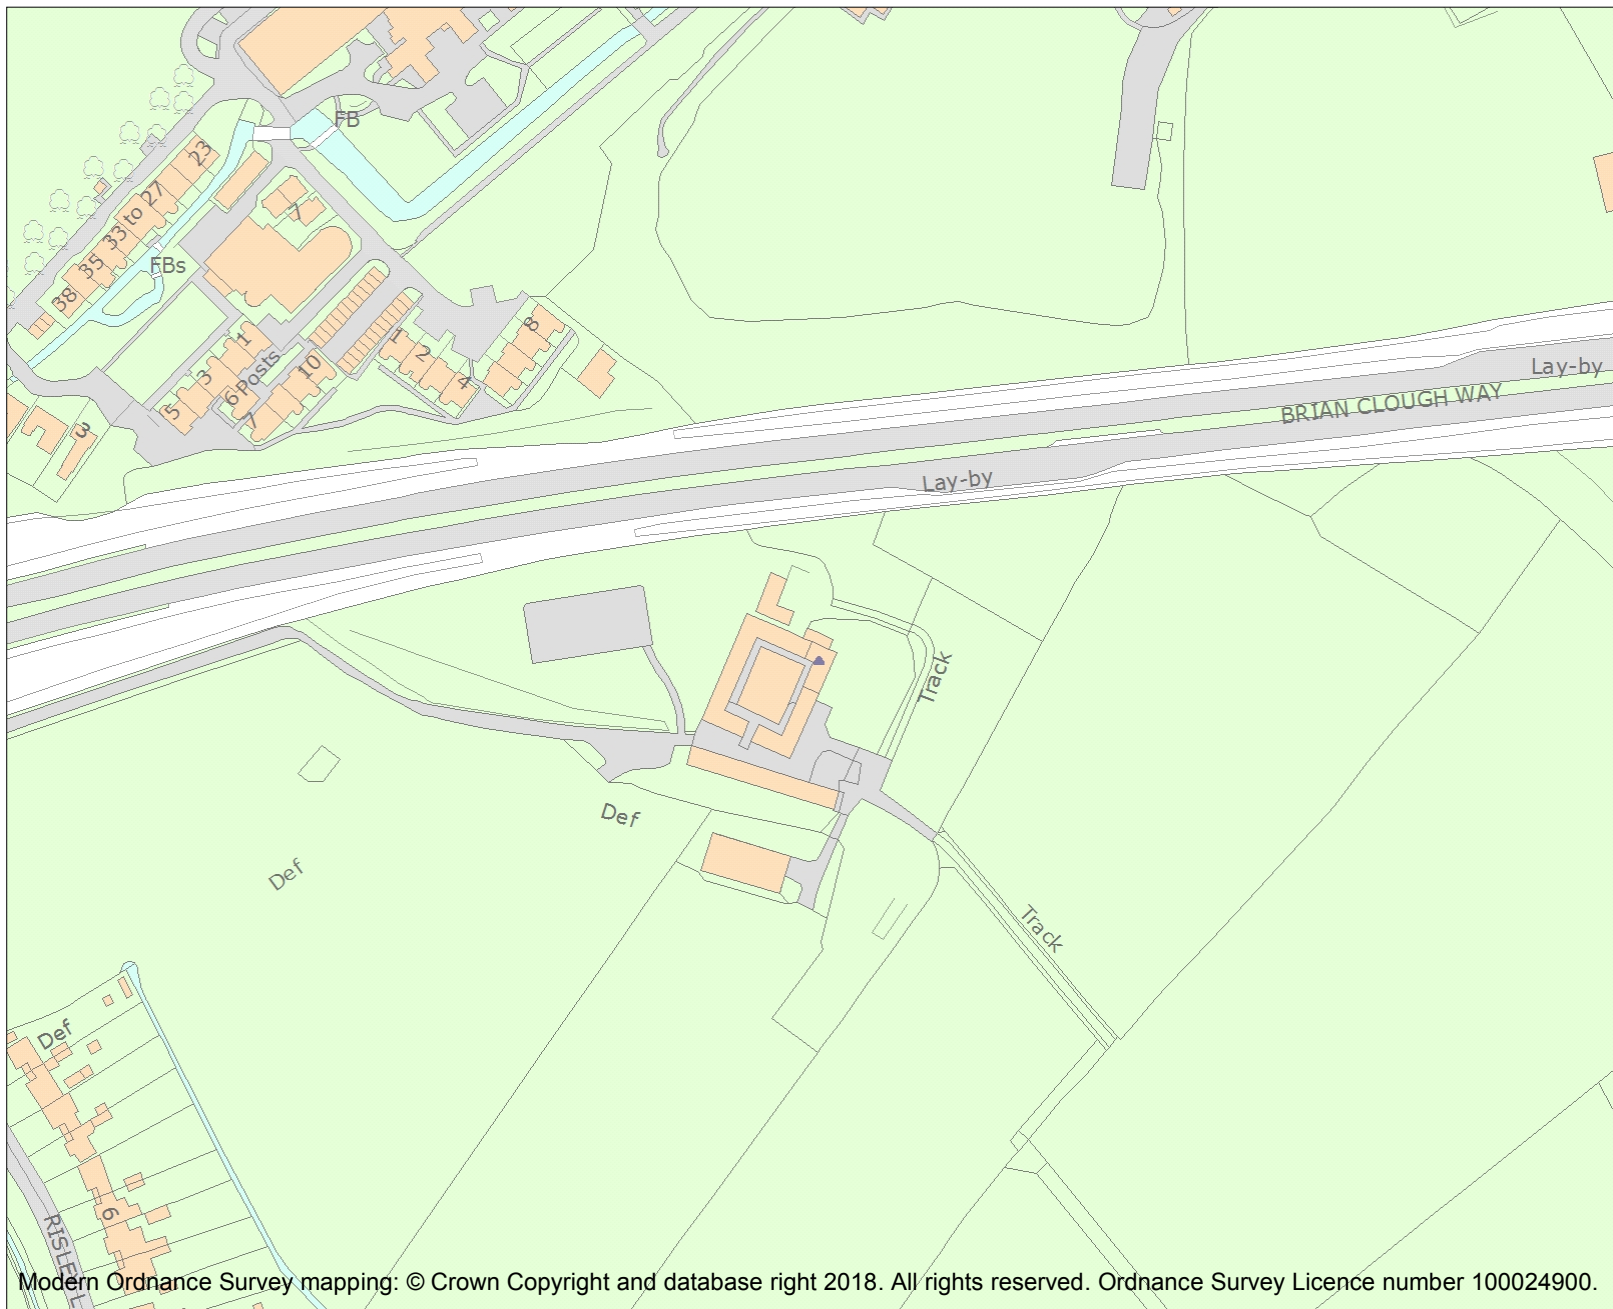 FB
23
33 to 27
7
35
FBs
38
8
1
1
2
Posts
3
10
4
6
5
7
3
Lay-by
BRIAN CLOUGH WAY
Lay-by
Track
Def
Def
Track
Def
6
Modern Ordnance Survey mapping: © Crown Copyright and database right 2018. All rights reserved. Ordnance Survey Licence number 100024900.